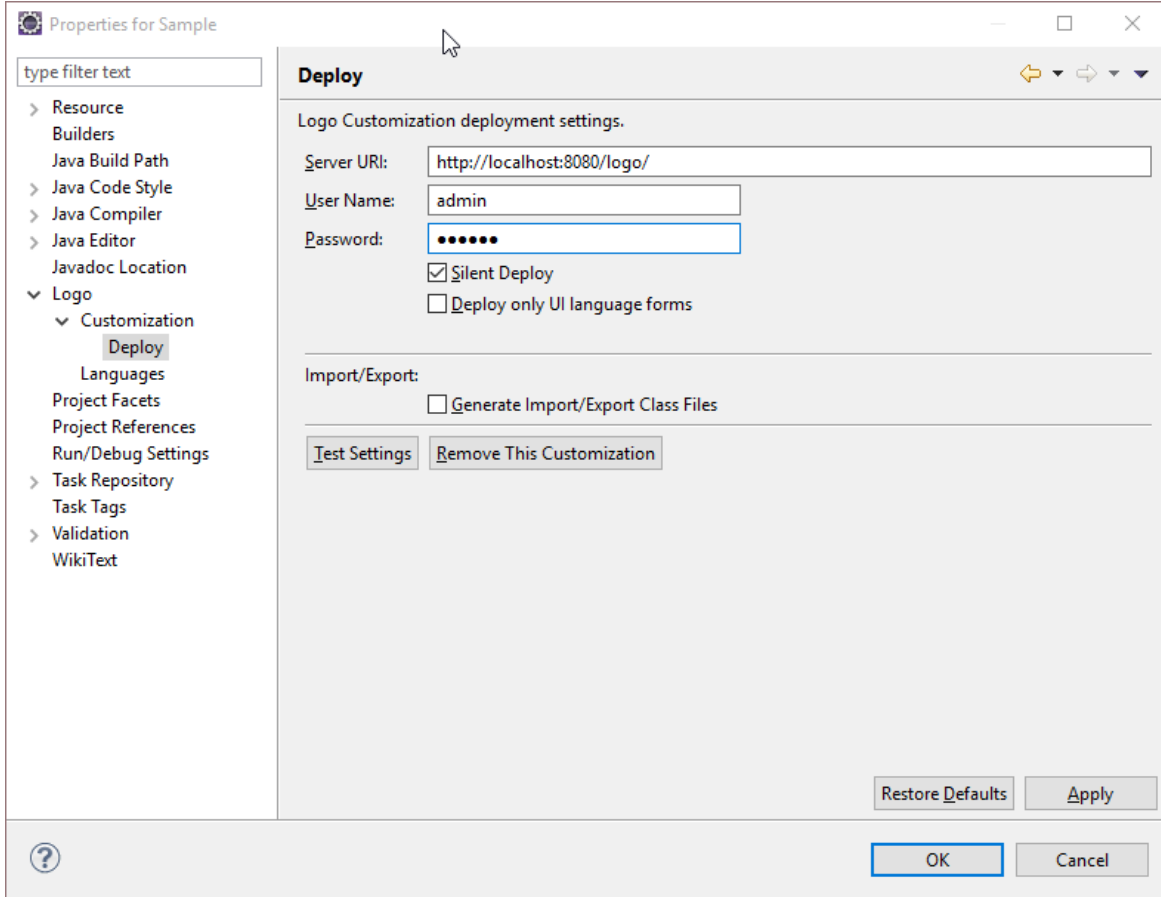 Properties for Sample
type filter text
Resource
Builders
Java Build Path
Java Code Style
Java Compiler
Java Editor
Javadoc Location
Logo
Customization
Deploy
Languages
Project Facets
Project References
Run/Debug Settings
Task Repository
Task Tags
Validation
WikiText
Deploy
Logo Customization deployment settings.
Server URI: http://localhost:8080/logo/
User Name: admin
Password: ●●●●●●
Silent Deploy
Deploy only UI language forms
Import/Export:
Generate Import/Export Class Files
Test Settings Remove This Customization
Restore Defaults Apply
OK Cancel